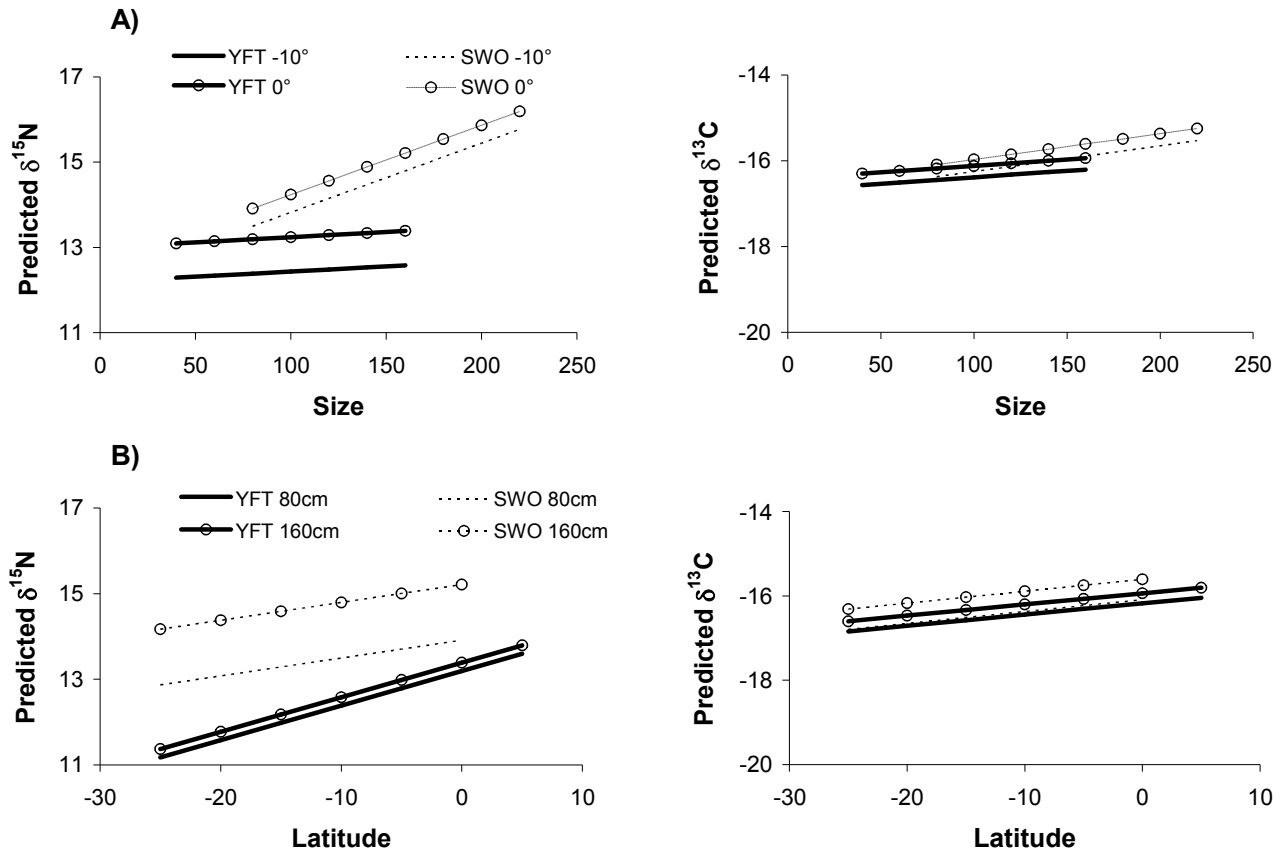 A)
YFT -10°
SWO -10°
YFT 0°
SWO 0°
17
15
13
11
Predicted δ¹⁵N
0
50
100
150
200
250
Size
-14
-16
-18
-20
Predicted δ¹³C
0
50
100
150
200
250
Size
B)
YFT 80cm
SWO 80cm
YFT 160cm
SWO 160cm
17
15
13
11
Predicted δ¹⁵N
-30
-20
-10
0
10
Latitude
-14
-16
-18
-20
Predicted δ¹³C
-30
-20
-10
0
10
Latitude